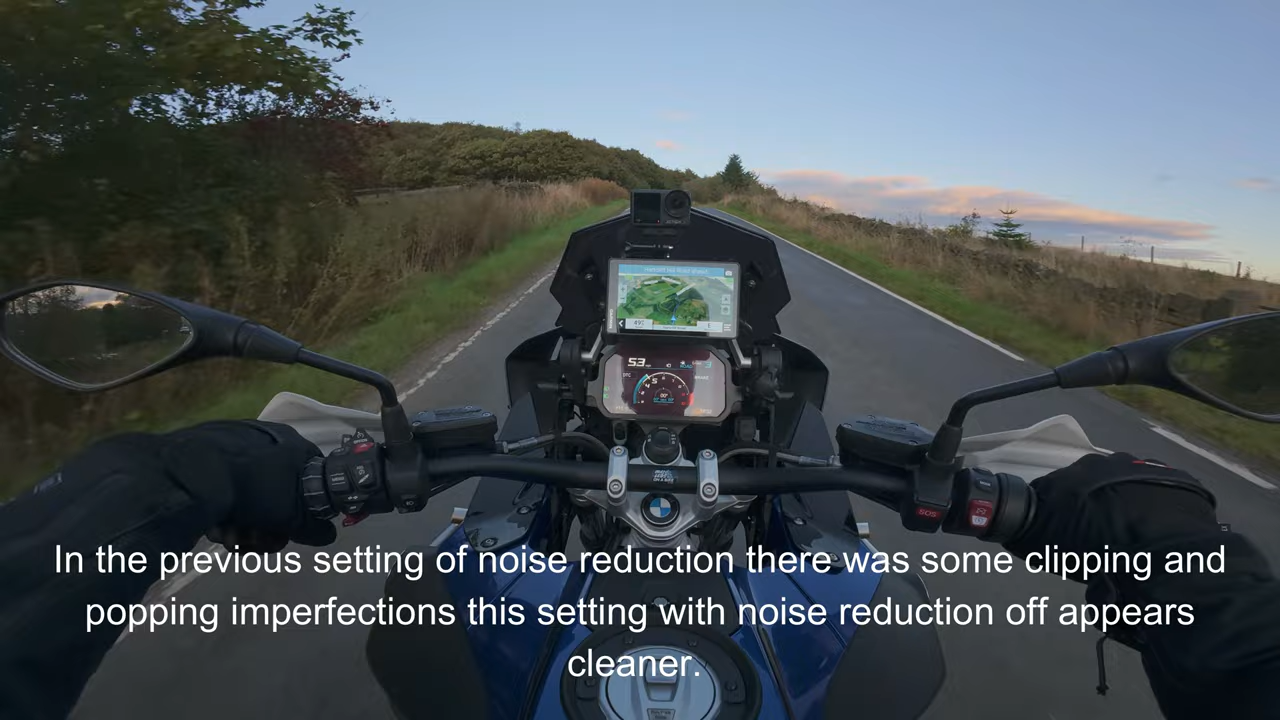 53
SOS
In the previous setting of noise reduction there was some clipping and
popping imperfections this setting with noise reduction off appears
cleaner.